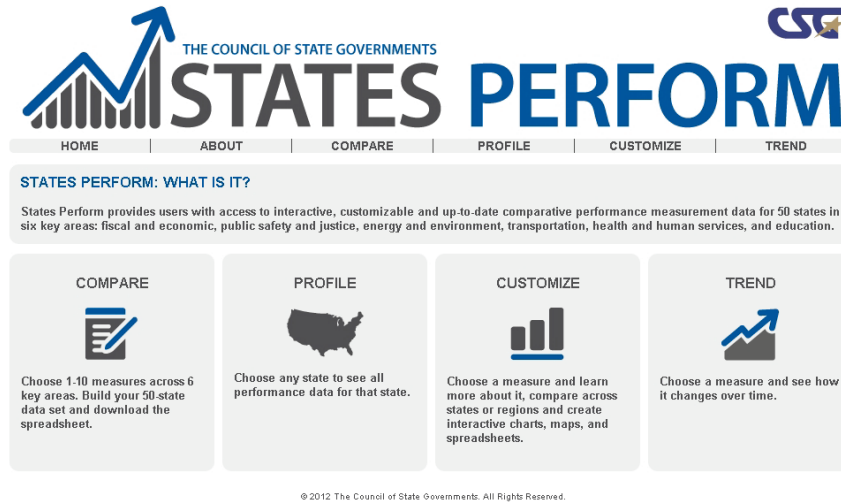 CSG
THE COUNCIL OF STATE GOVERNMENTS
STATES PERFORM
HOME ABOUT COMPARE PROFILE CUSTOMIZE TREND
STATES PERFORM: WHAT IS IT?
States Perform provides users with access to interactive, customizable and up-to-date comparative performance measurement data for 50 states in
six key areas: fiscal and economic, public safety and justice, energy and environment, transportation, health and human services, and education.
COMPARE
Choose 1-10 measures across 6
key areas. Build your 50-state
data set and download the
spreadsheet.
PROFILE
Choose any state to see all
performance data for that state.
CUSTOMIZE
Choose a measure and learn
more about it, compare across
states or regions and create
interactive charts, maps, and
spreadsheets.
TREND
Choose a measure and see how
it changes over time.
© 2012 The Council of State Governments. All Rights Reserved.